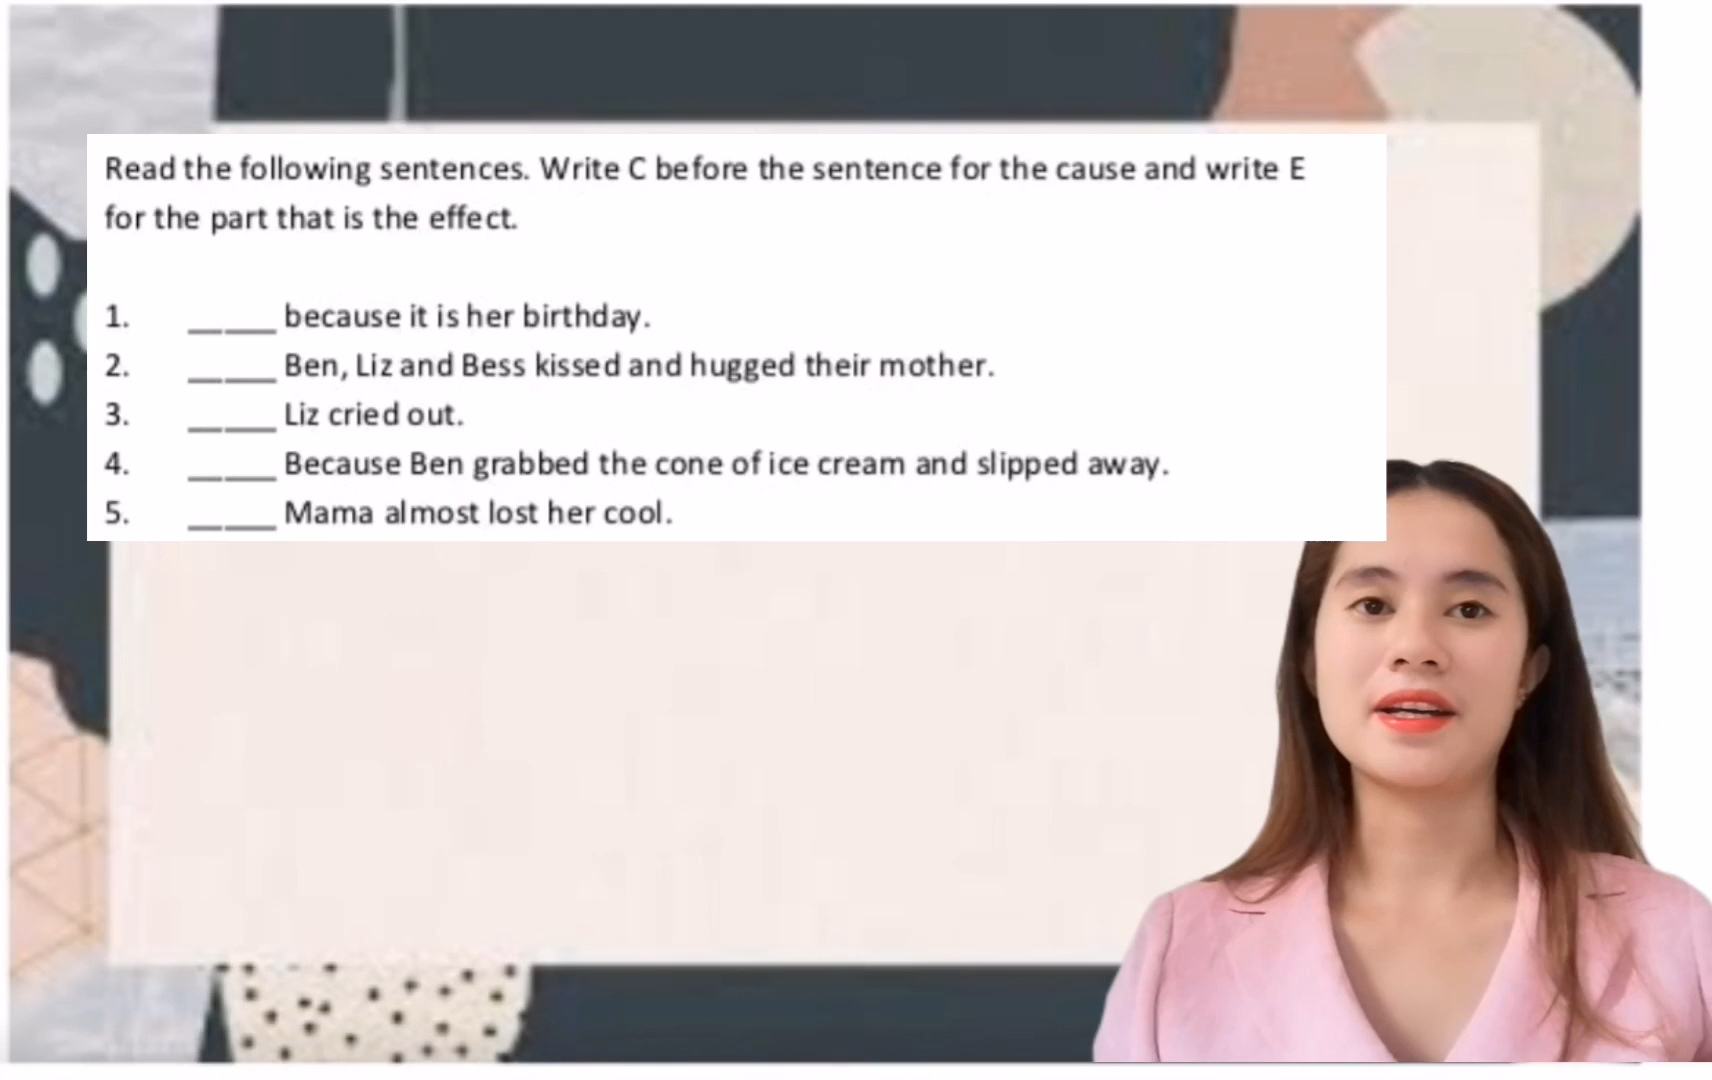 Read the following sentences. Write C before the sentence for the cause and write E
for the part that is the effect.
1. _____ because it is her birthday.
2. _____ Ben, Liz and Bess kissed and hugged their mother.
3. _____ Liz cried out.
4. _____ Because Ben grabbed the cone of ice cream and slipped away.
5. _____ Mama almost lost her cool.